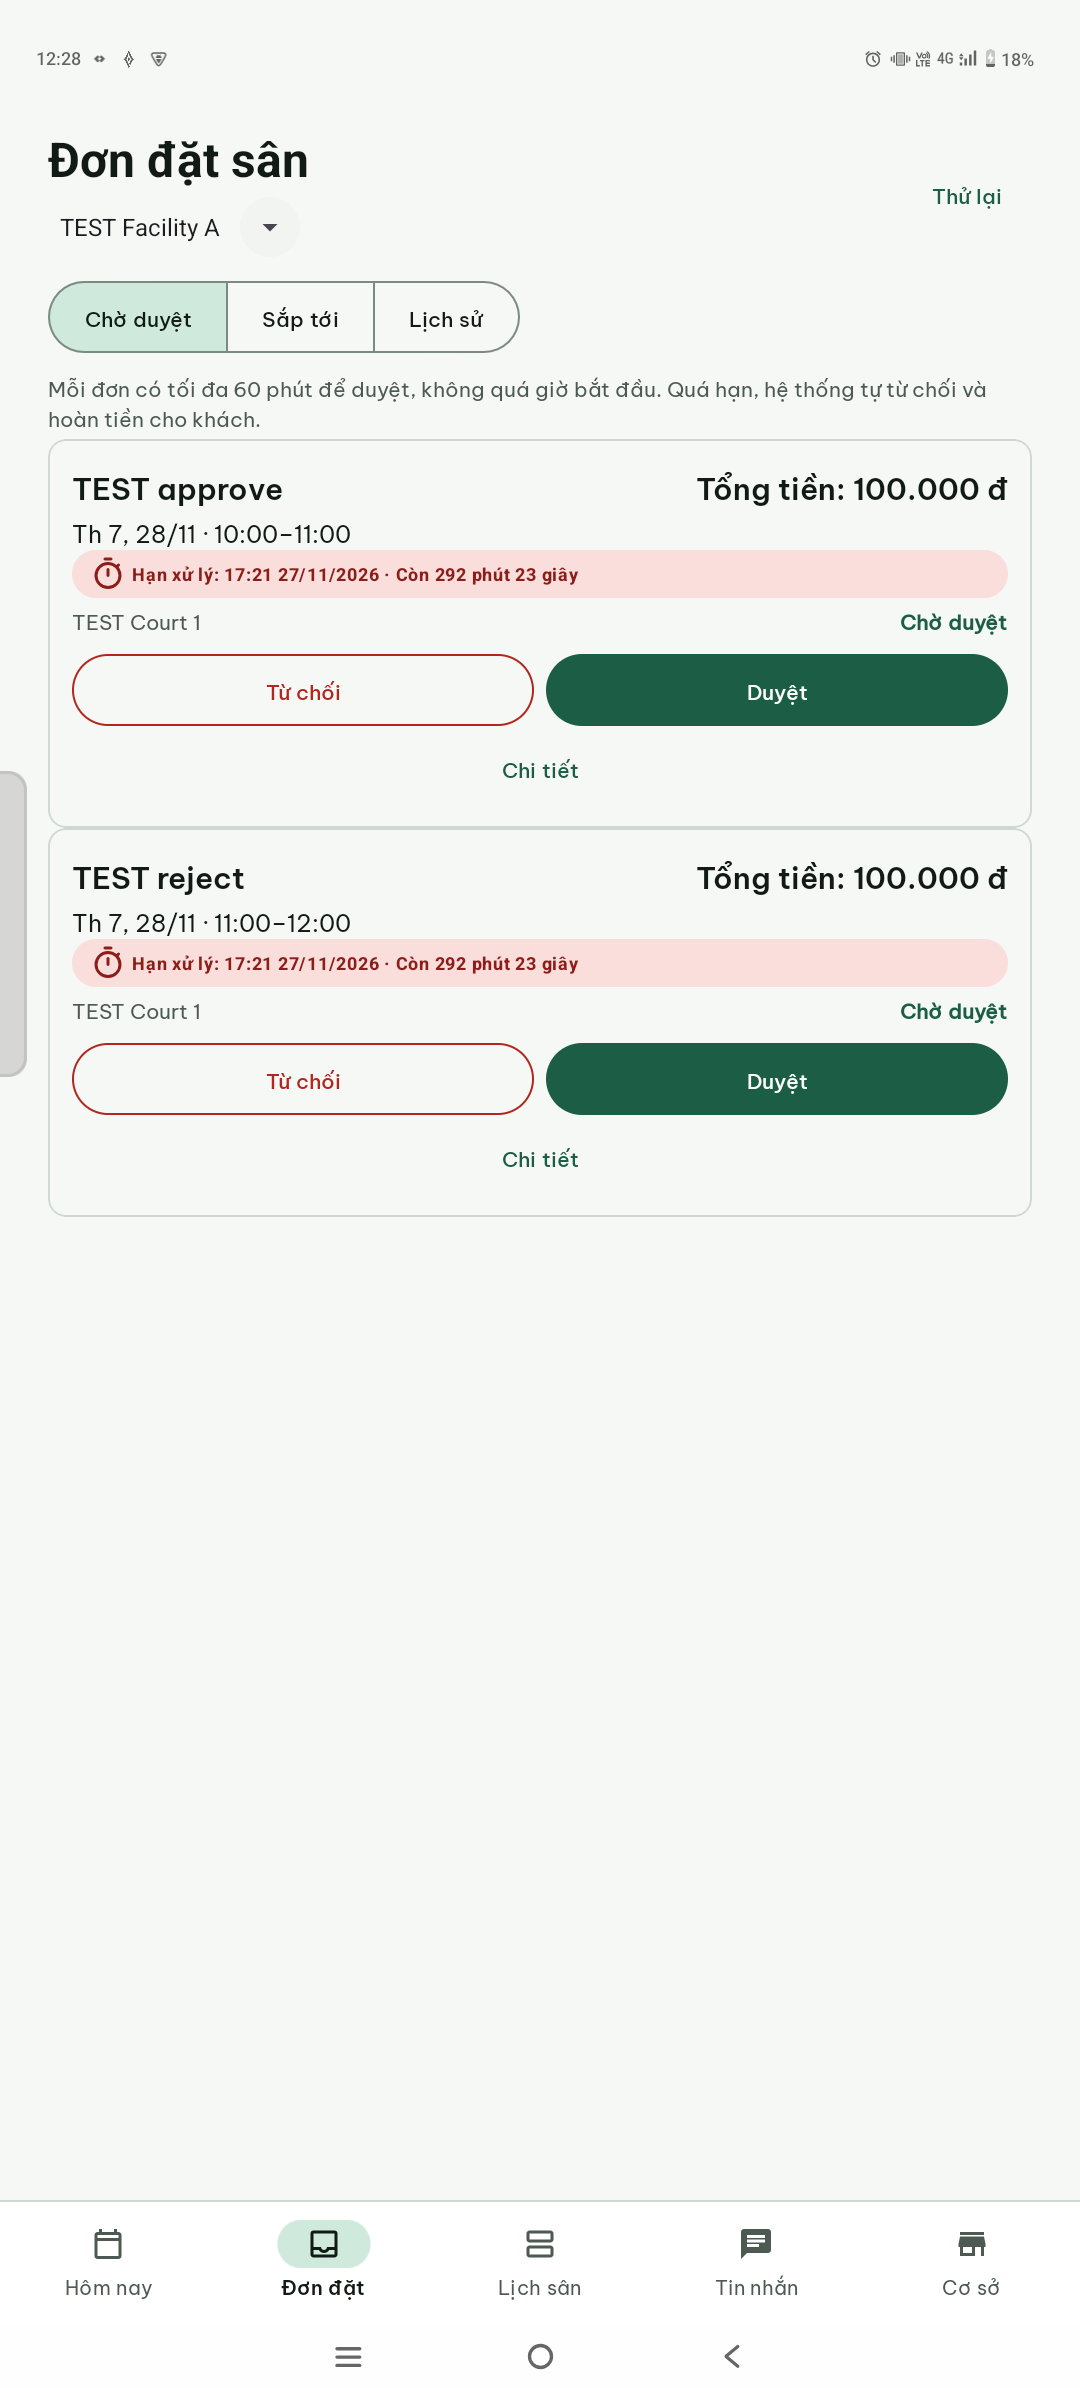 12:28
4G 18%
Đơn đặt sân
Thử lại
TEST Facility A
Chờ duyệt Sắp tới Lịch sử
Mỗi đơn có tối đa 60 phút để duyệt, không quá giờ bắt đầu. Quá hạn, hệ thống tự từ chối và
hoàn tiền cho khách.
TEST approve Tổng tiền: 100.000 đ
Th 7, 28/11 · 10:00–11:00
Hạn xử lý: 17:21 27/11/2026 · Còn 292 phút 23 giây
TEST Court 1 Chờ duyệt
Từ chối Duyệt
Chi tiết
TEST reject Tổng tiền: 100.000 đ
Th 7, 28/11 · 11:00–12:00
Hạn xử lý: 17:21 27/11/2026 · Còn 292 phút 23 giây
TEST Court 1 Chờ duyệt
Từ chối Duyệt
Chi tiết
Hôm nay Đơn đặt Lịch sân Tin nhắn Cơ sở